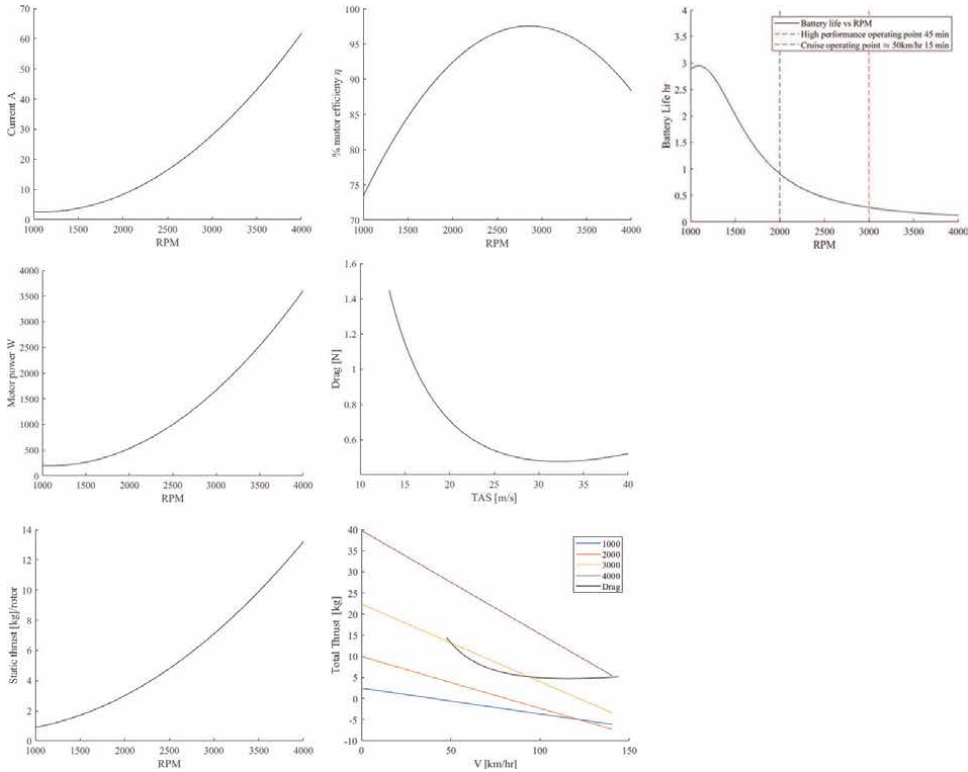 70
60
50
40
30
20
10
0
Current A
1000 1500 2000 2500 3000 3500 4000
RPM
100
95
90
85
80
75
70
% motor efficieny η
1000 1500 2000 2500 3000 3500 4000
RPM
Battery life vs RPM
High performance operating point 45 min
Cruise operating point ≈ 50km/hr 15 min
4
3.5
3
2.5
2
1.5
1
0.5
0
Battery Life hr
1000 1500 2000 2500 3000 3500 4000
RPM
4000
3500
3000
2500
2000
1500
1000
500
0
Motor power W
1000 1500 2000 2500 3000 3500 4000
RPM
1.6
1.4
1.2
1
0.8
0.6
Drag [N]
10 15 20 25 30 35 40
TAS [m/s]
14
12
10
8
6
4
2
0
Static thrust [kg]/rotor
1000 1500 2000 2500 3000 3500 4000
RPM
40
35
30
25
20
15
10
5
0
-5
-10
Total Thrust [kg]
1000
2000
3000
4000
Drag
0 50 100 150
V [km/hr]